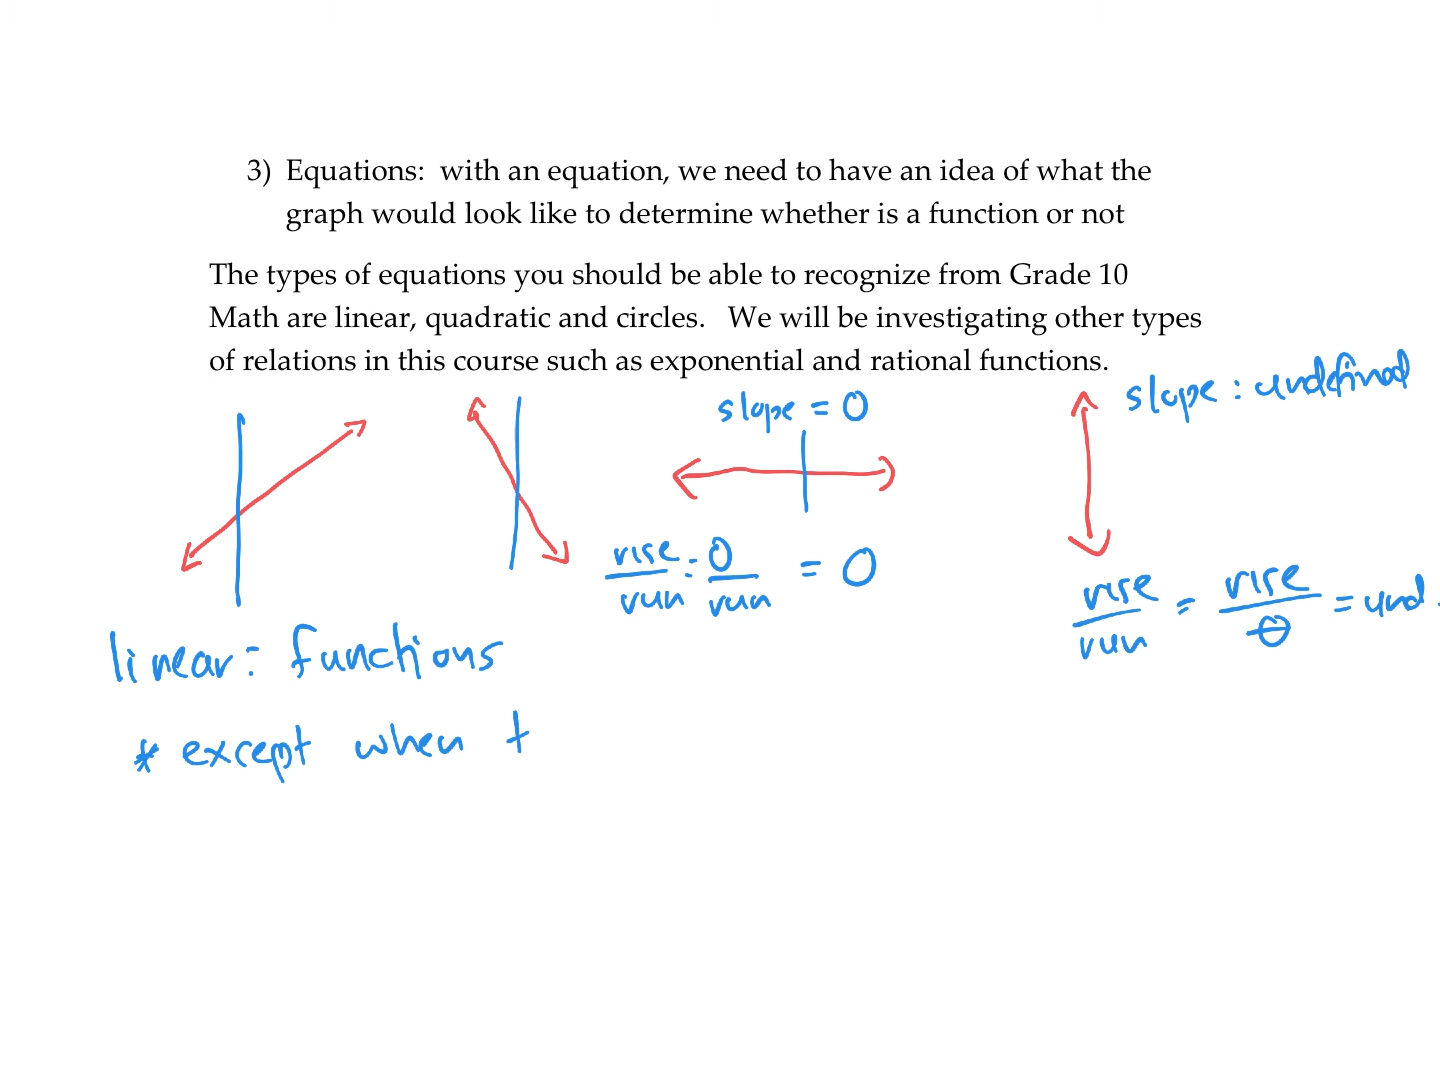 3) Equations: with an equation, we need to have an idea of what the
graph would look like to determine whether is a function or not
The types of equations you should be able to recognize from Grade 10
Math are linear, quadratic and circles. We will be investigating other types
of relations in this course such as exponential and rational functions.
slope = 0
slope : undefined
rise/run = 0/run = 0
rise/run = rise/0 = und.
linear: functions
* except when t